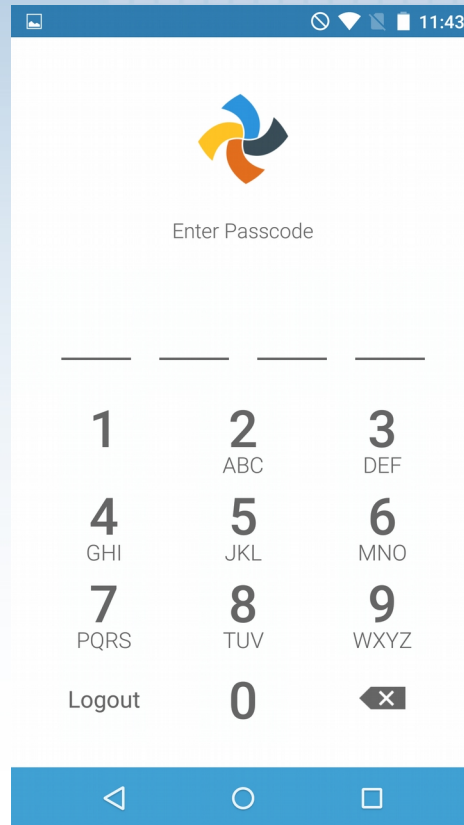 11:43
Enter Passcode
1 2 3
ABC DEF
4 5 6
GHI JKL MNO
7 8 9
PQRS TUV WXYZ
Logout 0